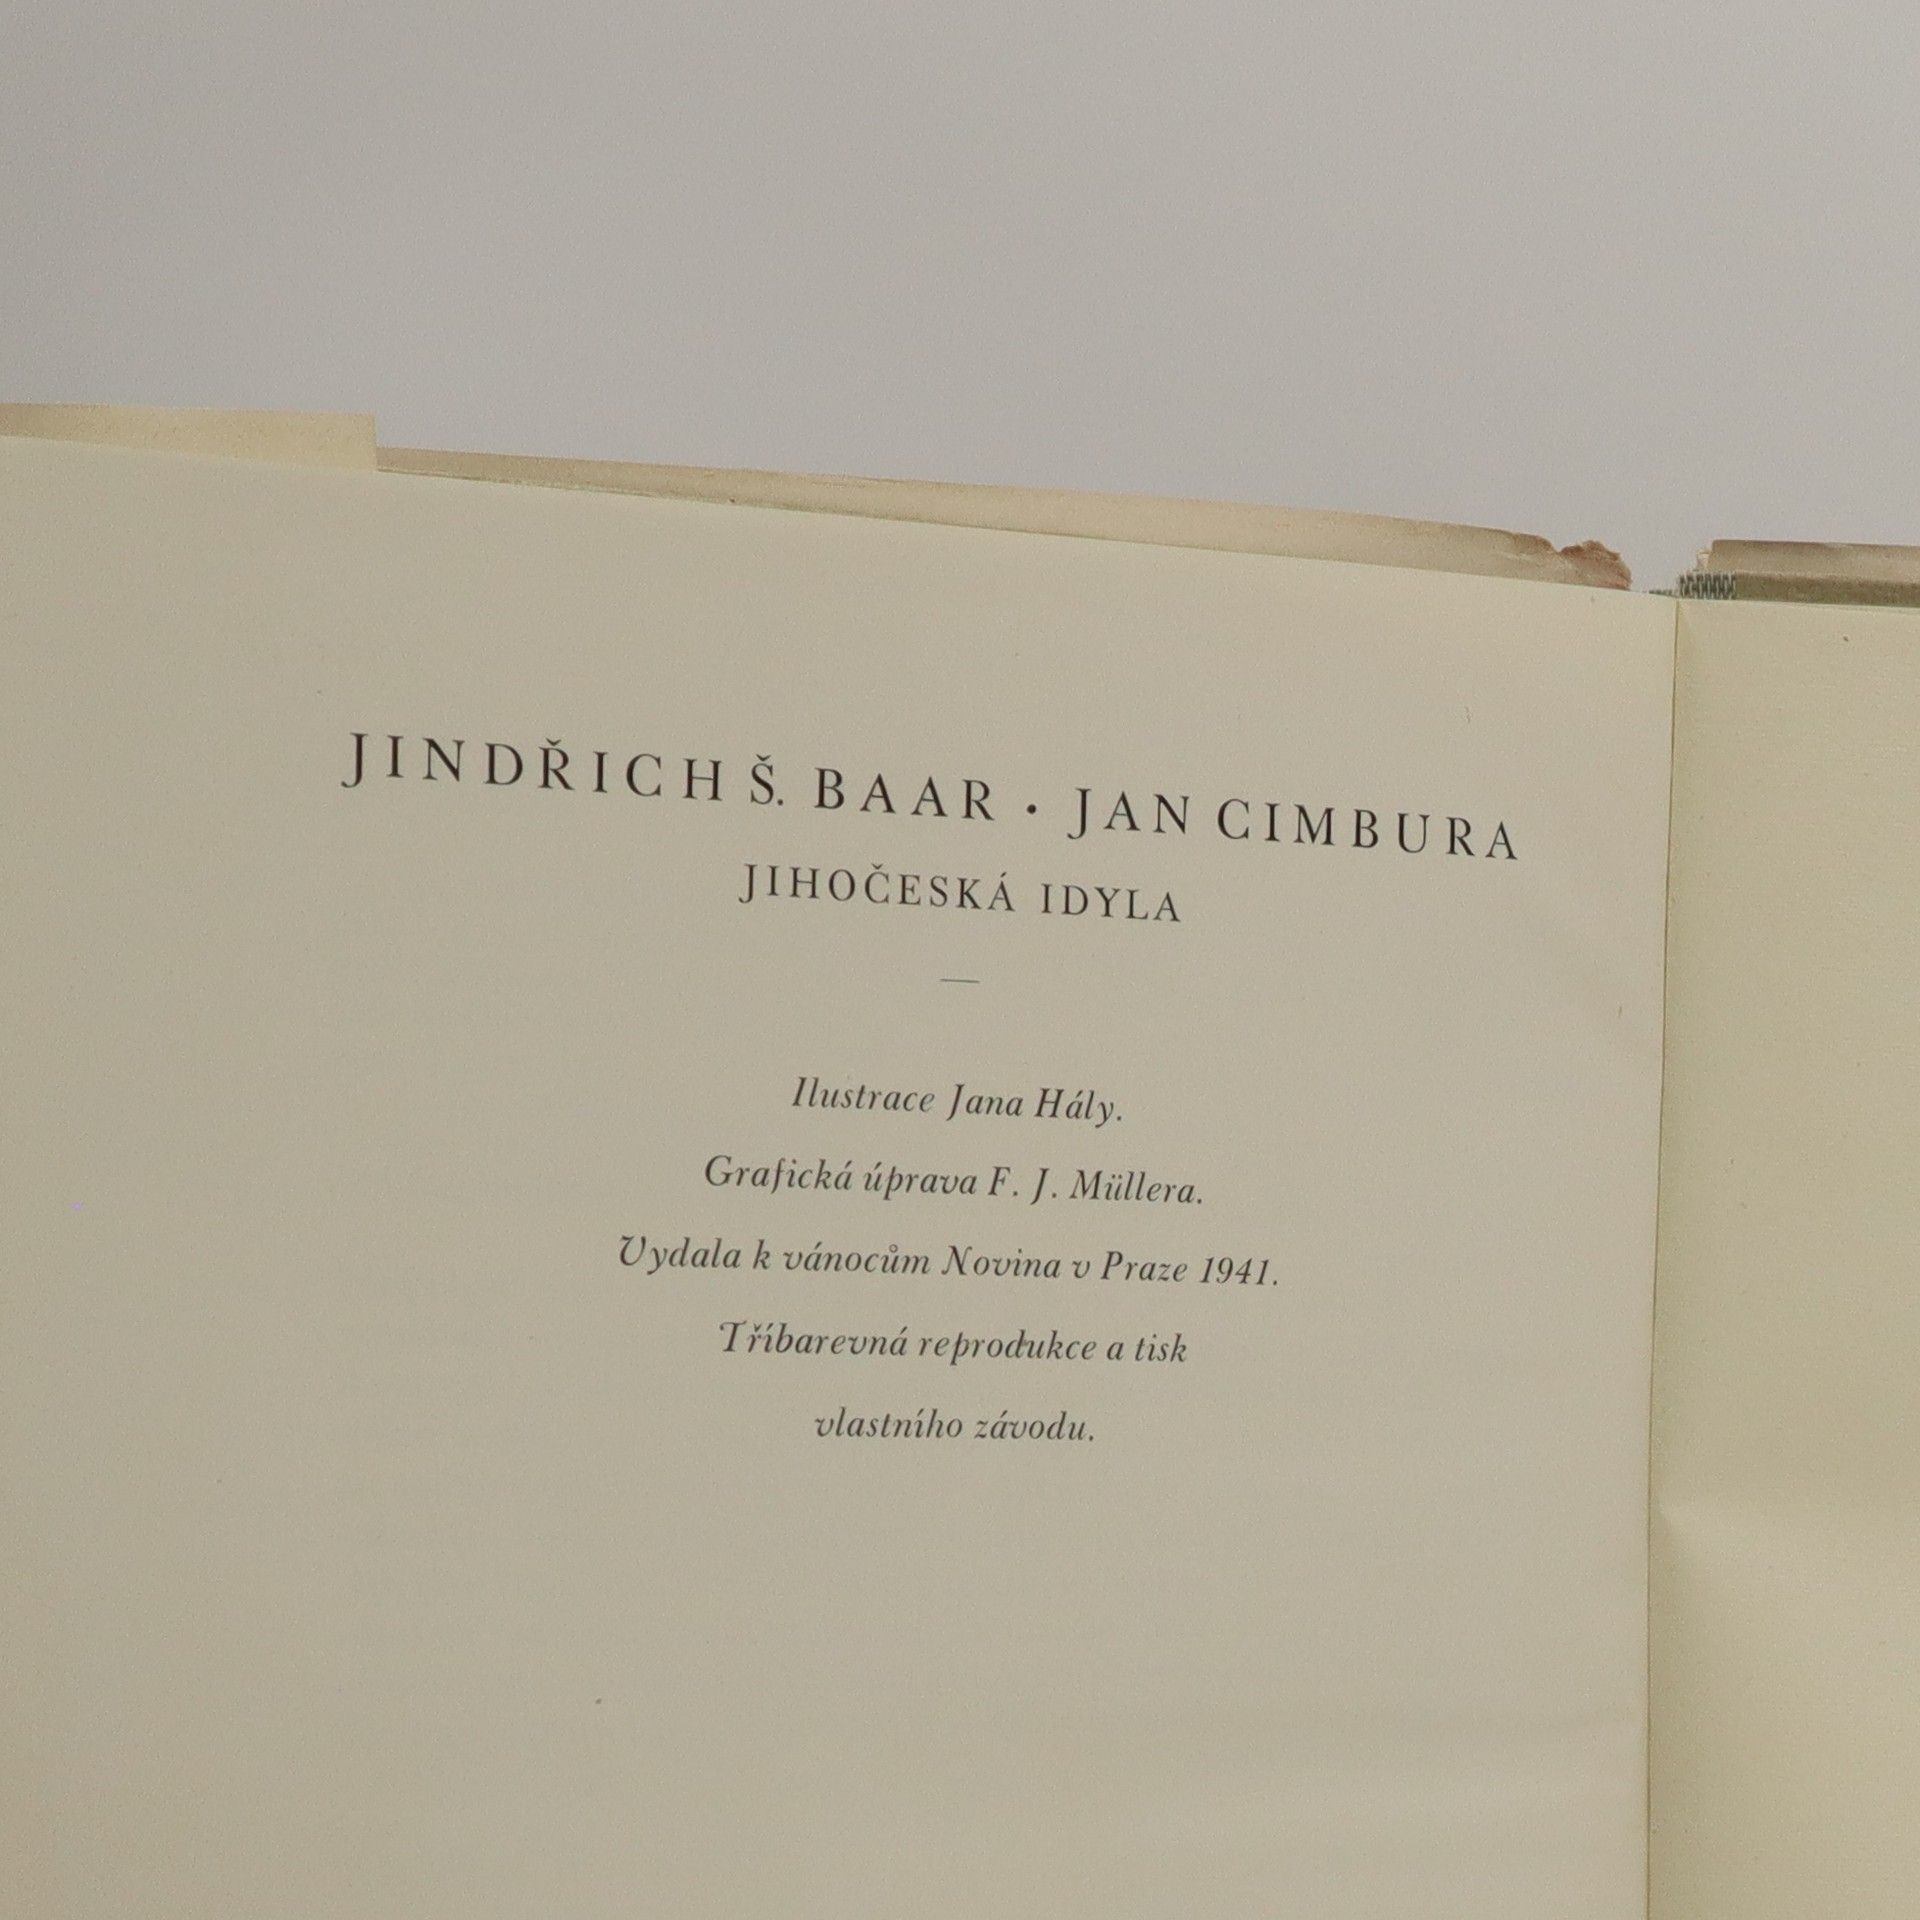 JINDŘICH Š. BAAR · JAN CIMBURA
JIHOČESKÁ IDYLA
—
Ilustrace Jana Hály.
Grafická úprava F. J. Müllera.
Vydala k vánocům Novina v Praze 1941.
Tříbarevná reprodukce a tisk
vlastního závodu.